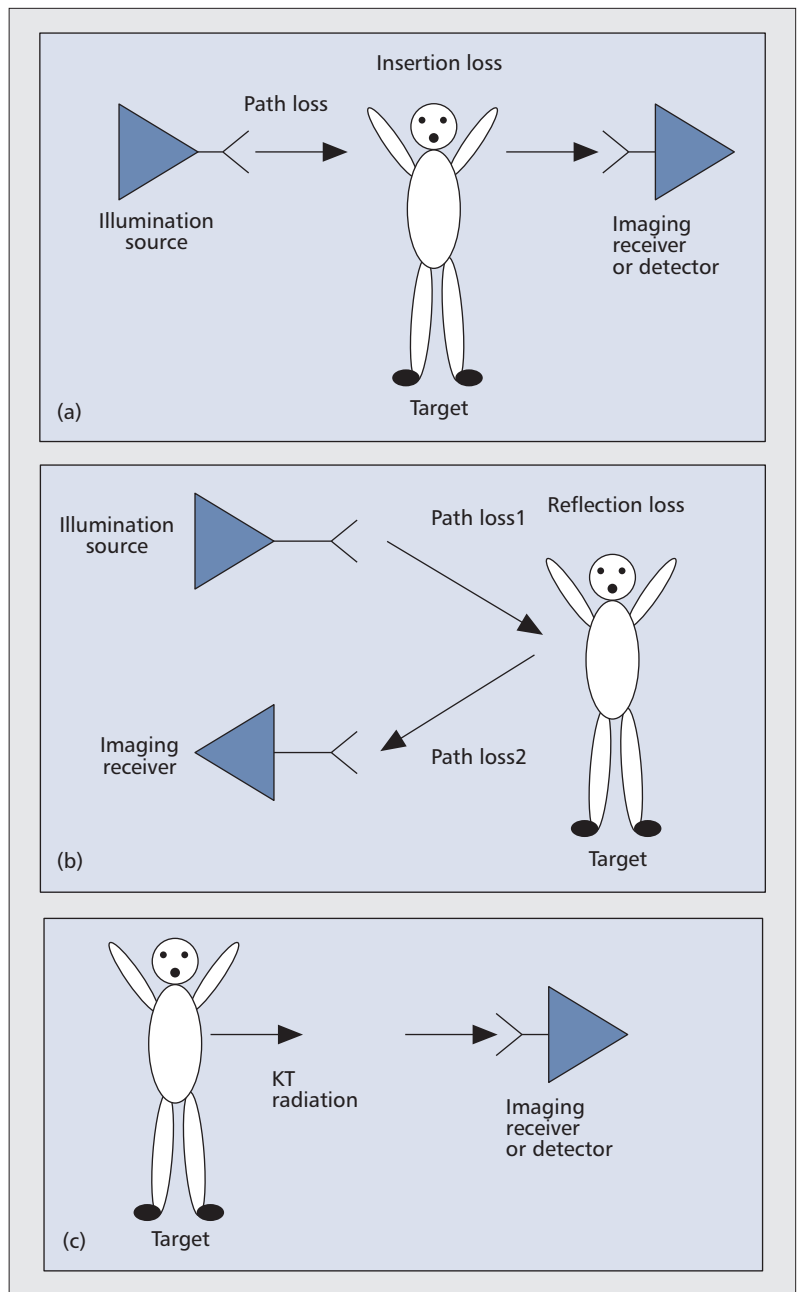 Insertion loss
Path loss
Illumination
source
Imaging
receiver
or detector
Target
(a)
Illumination
source
Path loss1
Reflection loss
Imaging
receiver
Path loss2
Target
(b)
KT
radiation
Imaging
receiver
or detector
Target
(c)